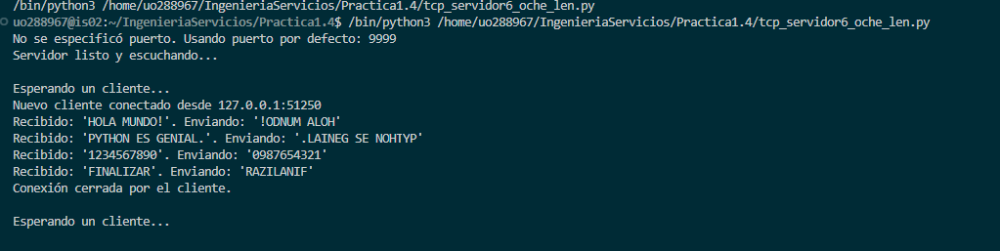 /bin/python3 /home/uo288967/IngenieriaServicios/Practica1.4/tcp_servidor6_oche_len.py
uo288967@is02:~/IngenieriaServicios/Practica1.4$ /bin/python3 /home/uo288967/IngenieriaServicios/Practica1.4/tcp_servidor6_oche_len.py
No se especificó puerto. Usando puerto por defecto: 9999
Servidor listo y escuchando...
Esperando un cliente...
Nuevo cliente conectado desde 127.0.0.1:51250
Recibido: 'HOLA MUNDO!'. Enviando: '!ODNUM ALOH'
Recibido: 'PYTHON ES GENIAL.'. Enviando: '.LAINEG SE NOHTYP'
Recibido: '1234567890'. Enviando: '0987654321'
Recibido: 'FINALIZAR'. Enviando: 'RAZILANIF'
Conexión cerrada por el cliente.
Esperando un cliente...